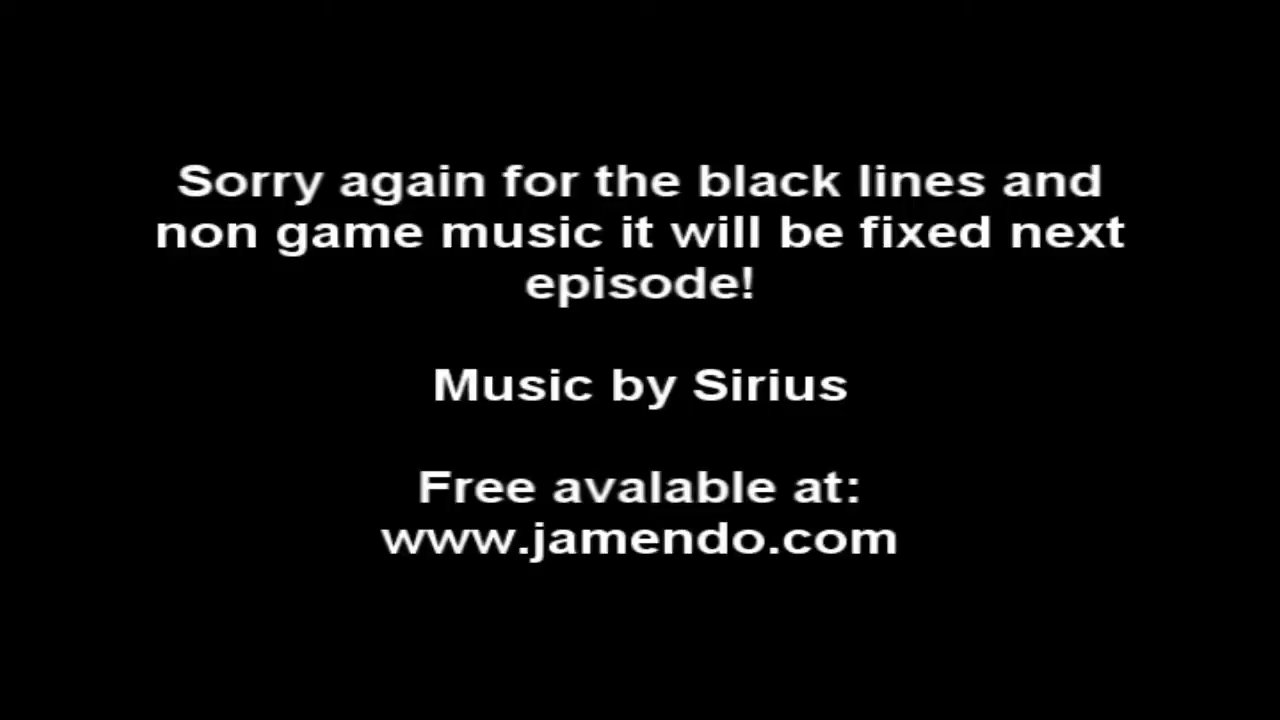 Sorry again for the black lines and
non game music it will be fixed next
episode!
Music by Sirius
Free avalable at:
www.jamendo.com